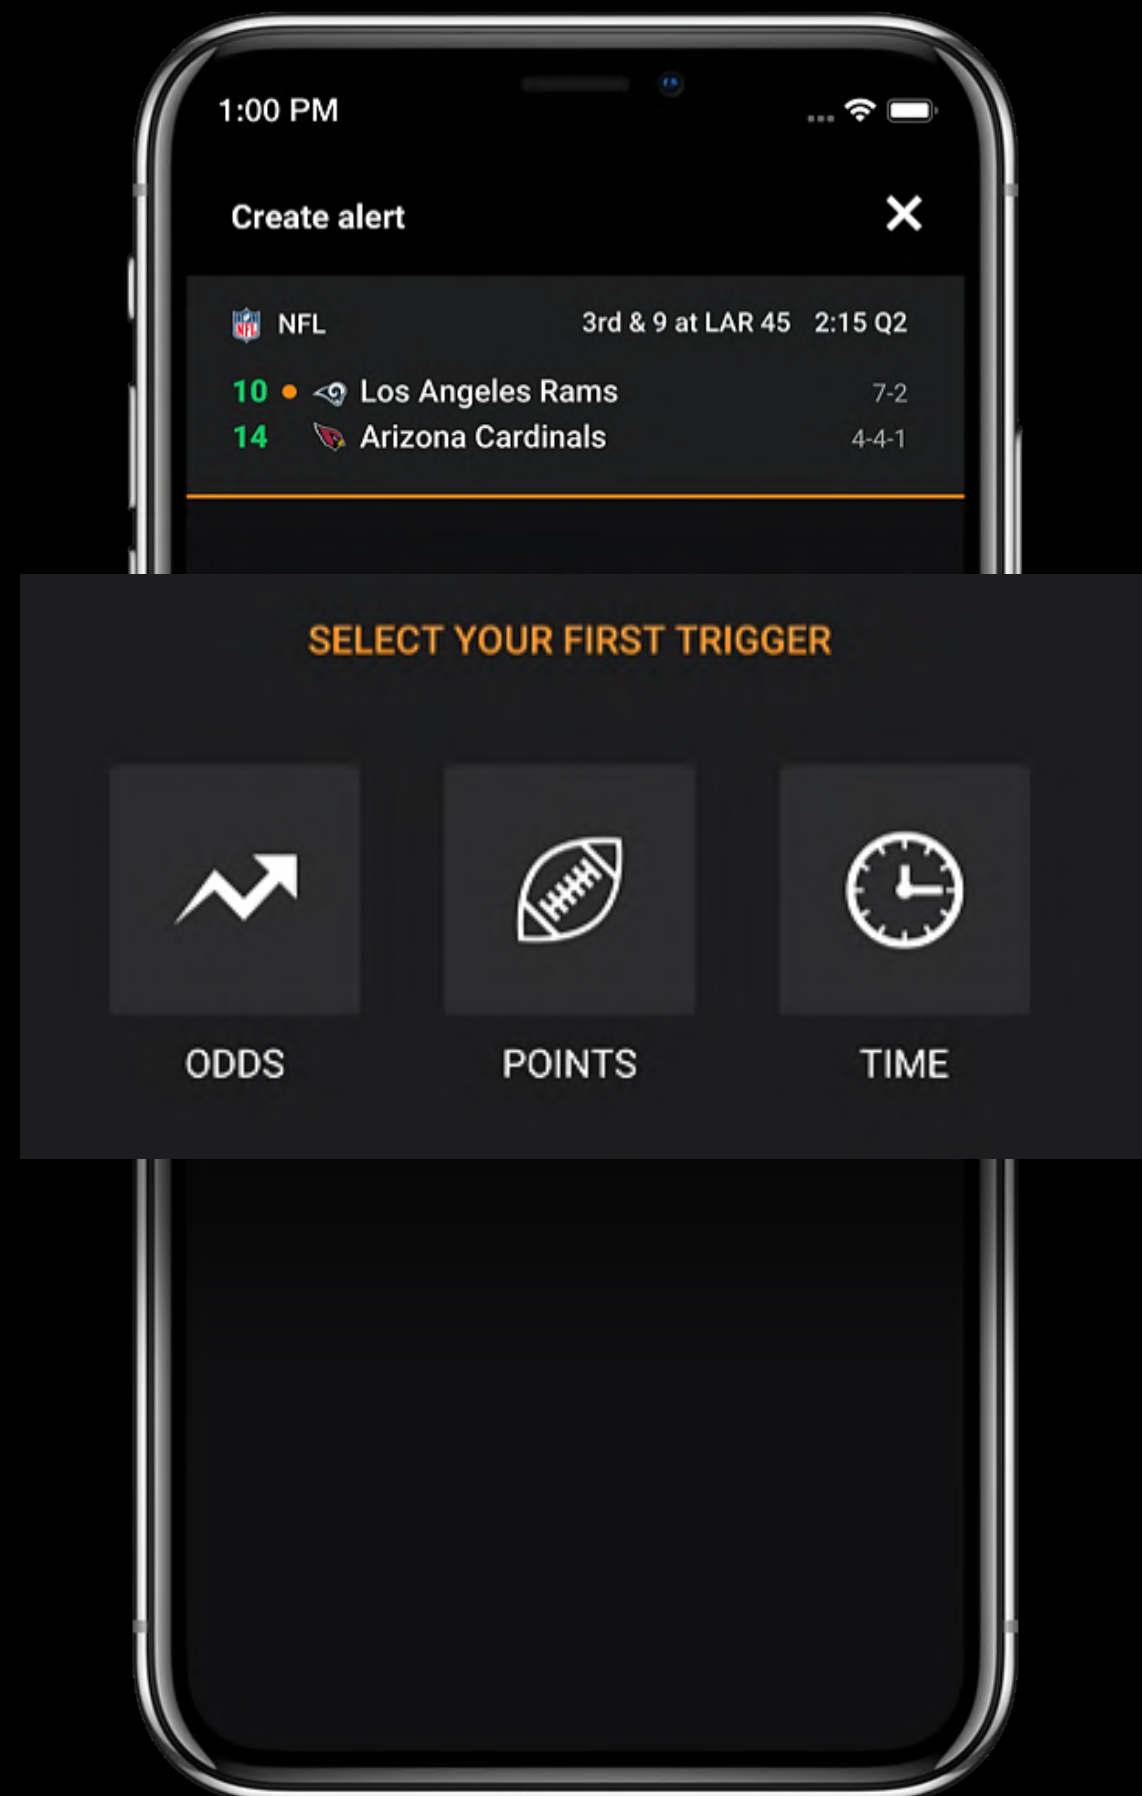 1:00 PM
Create alert
NFL 3rd & 9 at LAR 45 2:15 Q2
10 Los Angeles Rams 7-2
14 Arizona Cardinals 4-4-1
SELECT YOUR FIRST TRIGGER
ODDS POINTS TIME